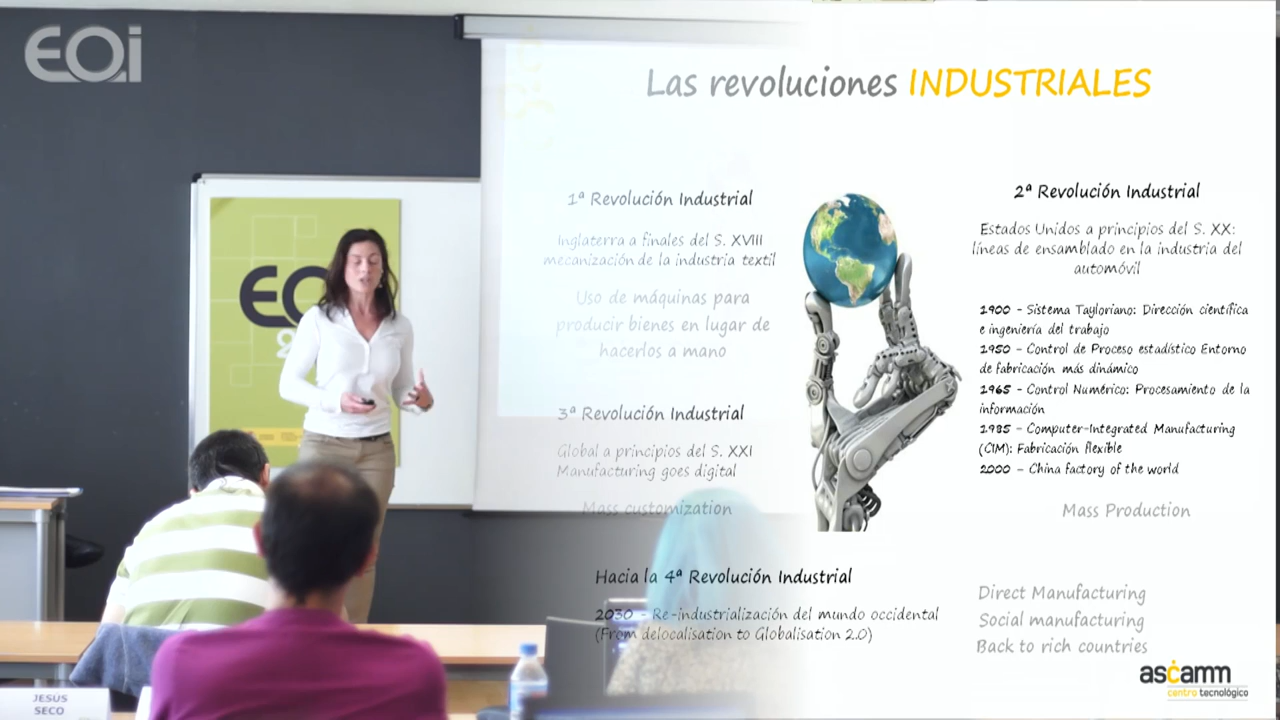 EOi
Las revoluciones INDUSTRIALES
1ª Revolución Industrial
Inglaterra a finales del S. XVIII
mecanización de la industria textil
Uso de máquinas para
producir bienes en lugar de
hacerlos a mano
2ª Revolución Industrial
Estados Unidos a principios del S. XX:
líneas de ensamblado en la industria del
automóvil
1900 - Sistema Tayloriano: Dirección científica
e ingeniería del trabajo
1950 - Control de Proceso estadístico Entorno
de fabricación más dinámico
1965 - Control Numérico: Procesamiento de la
información
1985 - Computer-Integrated Manufacturing
(CIM): Fabricación flexible
2000 - China factory of the world
Mass Production
3ª Revolución Industrial
Global a principios del S. XXI
Manufacturing goes digital
Mass customization
Hacia la 4ª Revolución Industrial
2030 - Re-industrialización del mundo occidental
(From delocalisation to Globalisation 2.0)
Direct Manufacturing
Social manufacturing
Back to rich countries
ascamm
centro tecnológico
EO
JESÚS
SECO